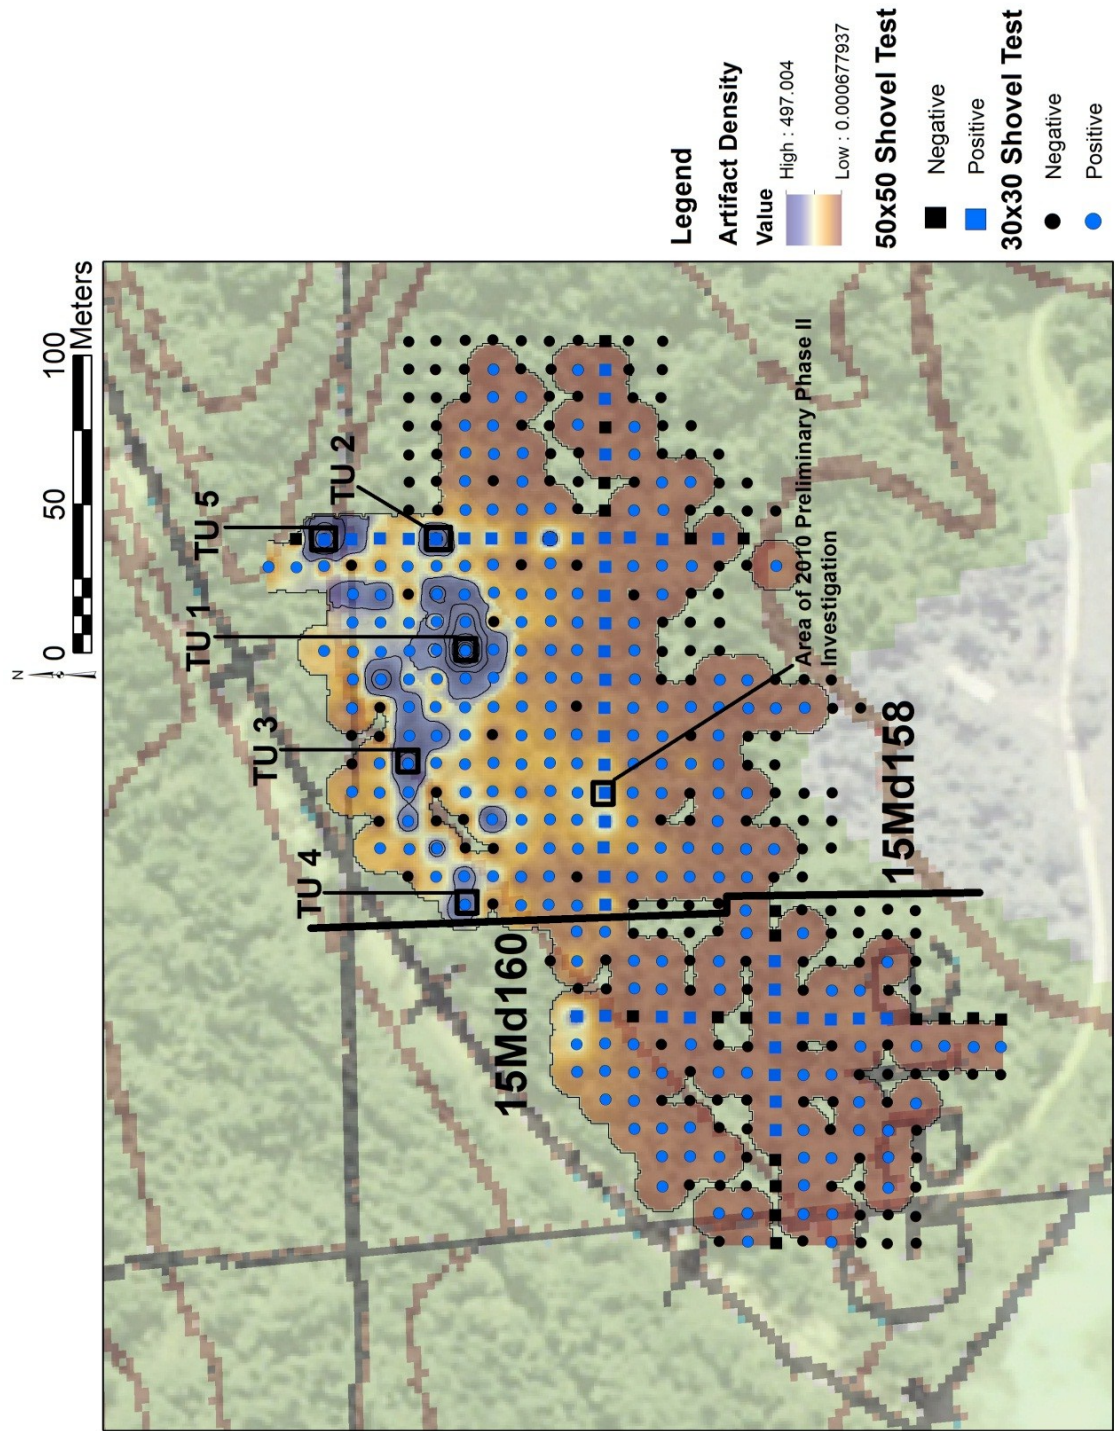 N
0 50 100
Meters
TU 5
TU 2
TU 1
TU 3
TU 4
15Md160
15Md158
Area of 2010 Preliminary Phase II
Investigation
Legend
Artifact Density
Value
High : 497.004
Low : 0.000677937
50x50 Shovel Test
Negative
Positive
30x30 Shovel Test
Negative
Positive